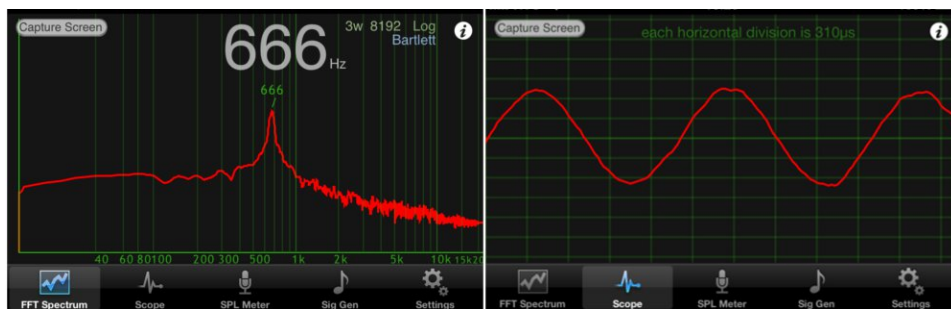 Capture Screen
3w 8192 Log
Bartlett
666 Hz
666
40 60 80100 200 300 500 1k 2k 5k 10k 15k20
FFT Spectrum Scope SPL Meter Sig Gen Settings
Capture Screen
each horizontal division is 310µs
FFT Spectrum Scope SPL Meter Sig Gen Settings